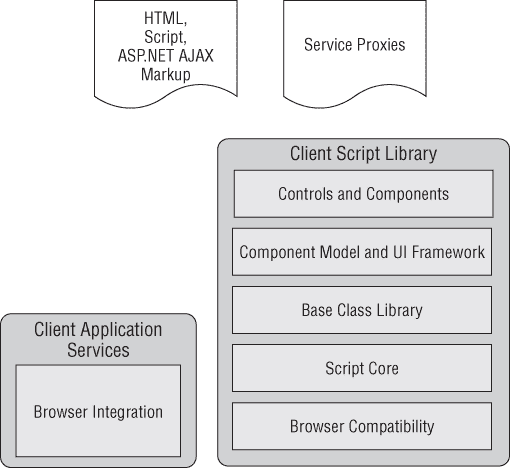 HTML,
Script,
ASP.NET AJAX
Markup
Service Proxies
Client Script Library
Controls and Components
Component Model and UI Framework
Base Class Library
Script Core
Browser Compatibility
Client Application
Services
Browser Integration